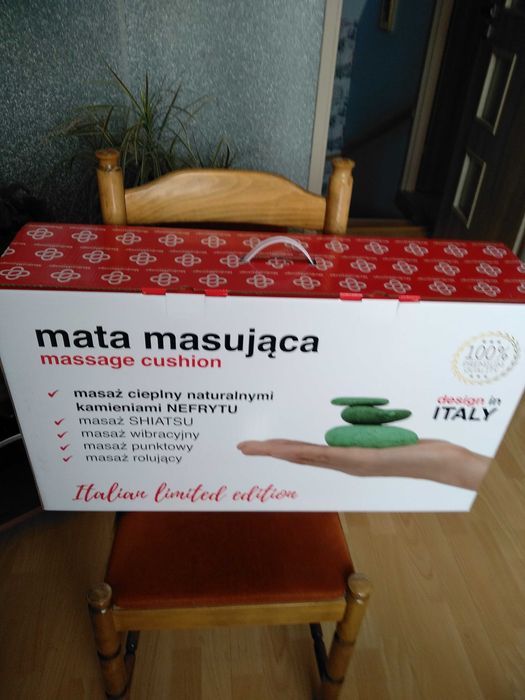 mata masująca
massage cushion
masaż cieplny naturalnymi
kamieniami NEFRYTU
masaż SHIATSU
masaż wibracyjny
masaż punktowy
masaż rolujący
Italian limited edition
100%
design in
ITALY